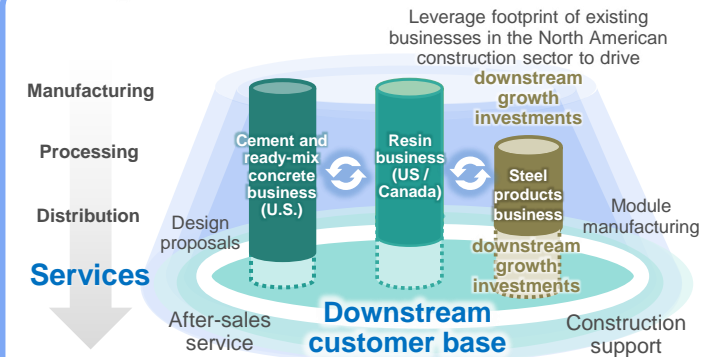 Leverage footprint of existing
businesses in the North American
construction sector to drive
downstream
growth
investments
Manufacturing
Processing
Distribution
Services
Cement and
ready-mix
concrete
business
(U.S.)
Resin
business
(US /
Canada)
Steel
products
business
downstream
growth
investments
Design
proposals
Module
manufacturing
After-sales
service
Downstream
customer base
Construction
support